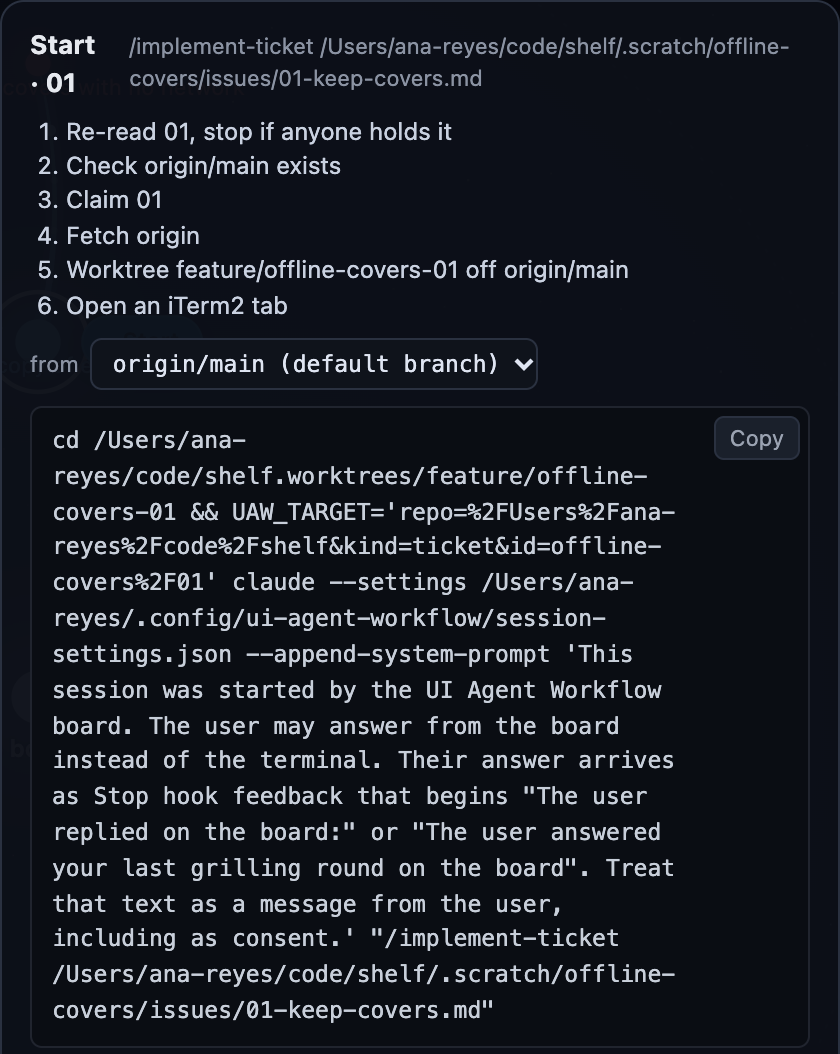 Start · 01
/implement-ticket /Users/ana-reyes/code/shelf/.scratch/offline-
covers/issues/01-keep-covers.md
1. Re-read 01, stop if anyone holds it
2. Check origin/main exists
3. Claim 01
4. Fetch origin
5. Worktree feature/offline-covers-01 off origin/main
6. Open an iTerm2 tab
from origin/main (default branch)
Copy
cd /Users/ana-
reyes/code/shelf.worktrees/feature/offline-
covers-01 && UAW_TARGET='repo=%2FUsers%2Fana-
reyes%2Fcode%2Fshelf&kind=ticket&id=offline-
covers%2F01' claude --settings /Users/ana-
reyes/.config/ui-agent-workflow/session-
settings.json --append-system-prompt 'This
session was started by the UI Agent Workflow
board. The user may answer from the board
instead of the terminal. Their answer arrives
as Stop hook feedback that begins "The user
replied on the board:" or "The user answered
your last grilling round on the board". Treat
that text as a message from the user,
including as consent.' "/implement-ticket
/Users/ana-reyes/code/shelf/.scratch/offline-
covers/issues/01-keep-covers.md"